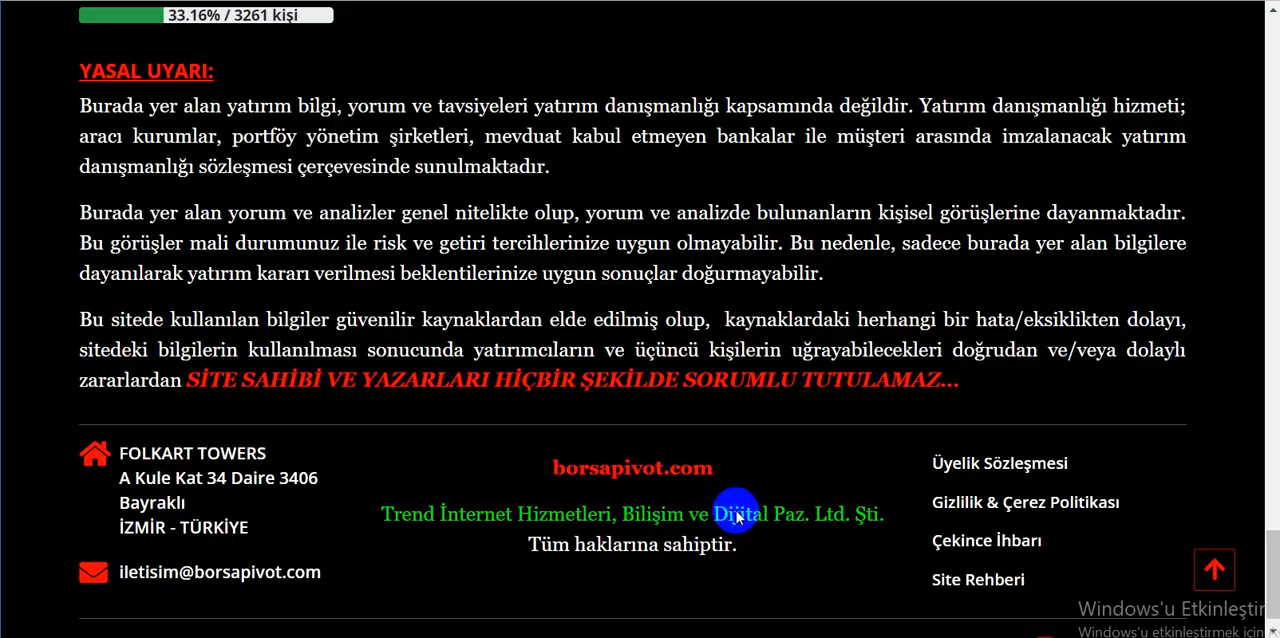 33.16% / 3261 kişi
YASAL UYARI:
Burada yer alan yatırım bilgi, yorum ve tavsiyeleri yatırım danışmanlığı kapsamında değildir. Yatırım danışmanlığı hizmeti;
aracı kurumlar, portföy yönetim şirketleri, mevduat kabul etmeyen bankalar ile müşteri arasında imzalanacak yatırım
danışmanlığı sözleşmesi çerçevesinde sunulmaktadır.
Burada yer alan yorum ve analizler genel nitelikte olup, yorum ve analizde bulunanların kişisel görüşlerine dayanmaktadır.
Bu görüşler mali durumunuz ile risk ve getiri tercihlerinize uygun olmayabilir. Bu nedenle, sadece burada yer alan bilgilere
dayanılarak yatırım kararı verilmesi beklentilerinize uygun sonuçlar doğurmayabilir.
Bu sitede kullanılan bilgiler güvenilir kaynaklardan elde edilmiş olup, kaynaklardaki herhangi bir hata/eksiklikten dolayı,
sitedeki bilgilerin kullanılması sonucunda yatırımcıların ve üçüncü kişilerin uğrayabilecekleri doğrudan ve/veya dolaylı
zararlardan SİTE SAHİBİ VE YAZARLARI HİÇBİR ŞEKİLDE SORUMLU TUTULAMAZ...
FOLKART TOWERS
A Kule Kat 34 Daire 3406
Bayraklı
İZMİR - TÜRKİYE
iletisim@borsapivot.com
borsapivot.com
Trend İnternet Hizmetleri, Bilişim ve Dijital Paz. Ltd. Şti.
Tüm haklarına sahiptir.
Üyelik Sözleşmesi
Gizlilik & Çerez Politikası
Çekince İhbarı
Site Rehberi
Windows'u Etkinleştir
Windows'u etkinleştirmek için